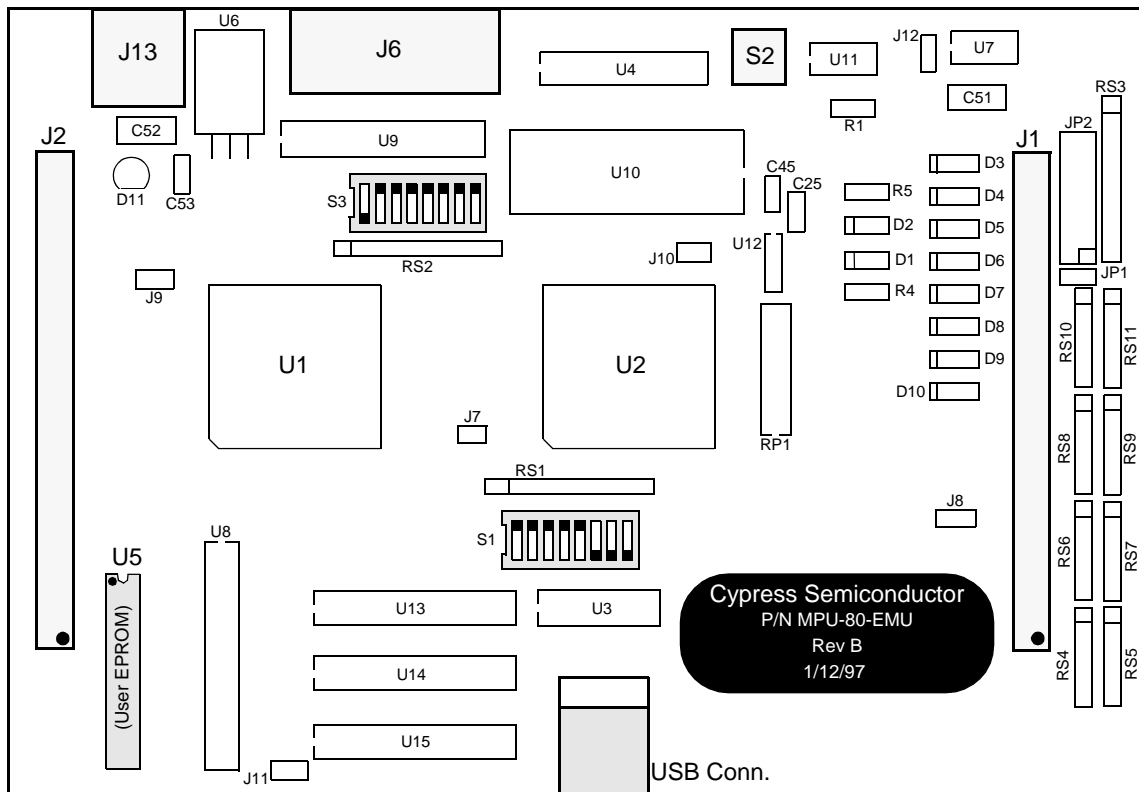 U6
J13
J6
U4
S2
U11
J12
U7
R1
C51
RS3
J2
C52
U9
U10
J1
JP2
D11
C53
S3
C45
C25
R5
D3
D4
D2
D5
RS2
J10
U12
D1
D6
JP1
J9
R4
D7
RS10
RS11
D8
U1
U2
D9
D10
J7
RP1
RS8
RS9
RS1
J8
U8
S1
RS6
RS7
U5
(User EPROM)
U13
U3
Cypress Semiconductor
P/N MPU-80-EMU
Rev B
1/12/97
RS4
RS5
U14
U15
J11
USB Conn.